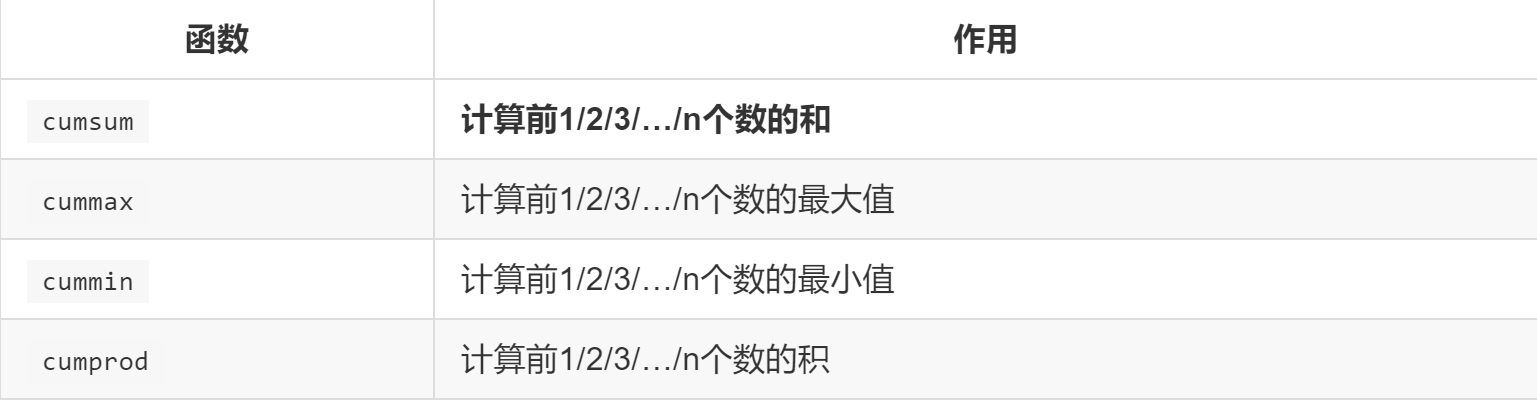 函数 作用
cumsum 计算前1/2/3/…/n个数的和
cummax 计算前1/2/3/…/n个数的最大值
cummin 计算前1/2/3/…/n个数的最小值
cumprod 计算前1/2/3/…/n个数的积